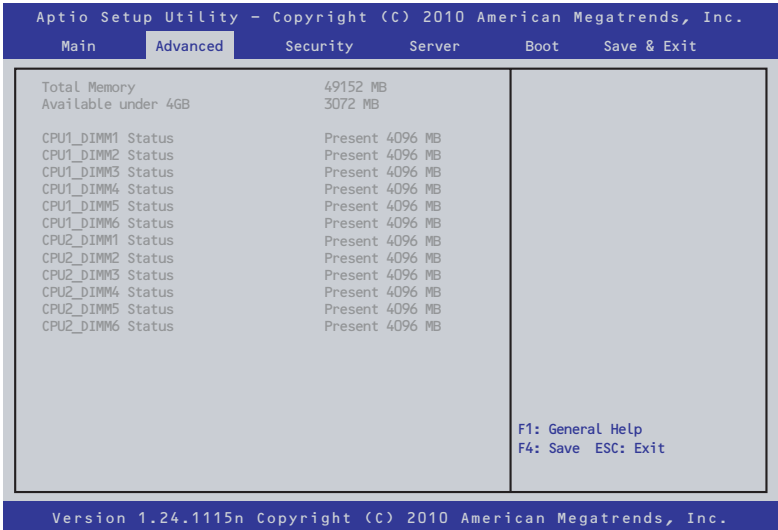 Aptio Setup Utility – Copyright (C) 2010 American Megatrends, Inc.
Main Advanced Security Server Boot Save & Exit
Total Memory 49152 MB
Available under 4GB 3072 MB
CPU1_DIMM1 Status Present 4096 MB
CPU1_DIMM2 Status Present 4096 MB
CPU1_DIMM3 Status Present 4096 MB
CPU1_DIMM4 Status Present 4096 MB
CPU1_DIMM5 Status Present 4096 MB
CPU1_DIMM6 Status Present 4096 MB
CPU2_DIMM1 Status Present 4096 MB
CPU2_DIMM2 Status Present 4096 MB
CPU2_DIMM3 Status Present 4096 MB
CPU2_DIMM4 Status Present 4096 MB
CPU2_DIMM5 Status Present 4096 MB
CPU2_DIMM6 Status Present 4096 MB
F1: General Help
F4: Save ESC: Exit
Version 1.24.1115n Copyright (C) 2010 American Megatrends, Inc.